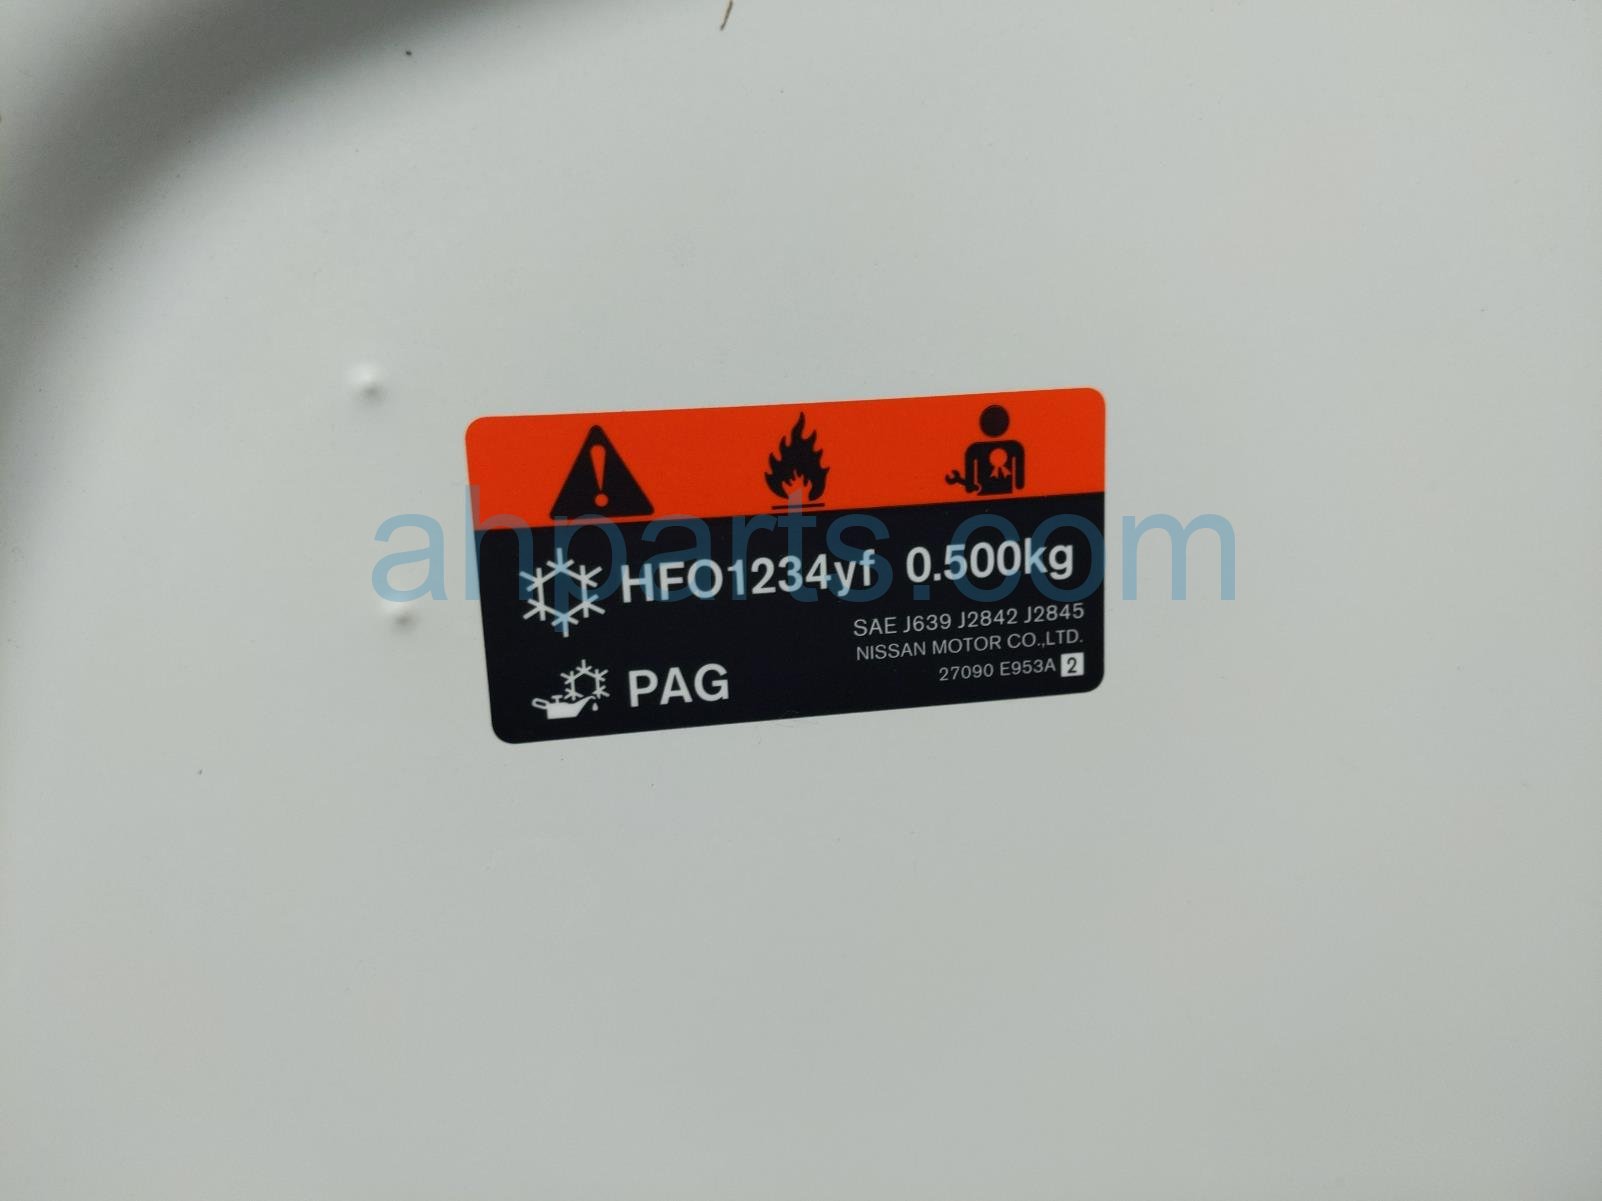 HFO1234yf 0.500kg
SAE J639 J2842 J2845
NISSAN MOTOR CO.,LTD.
27090 E953A 2
PAG
ahparts.com